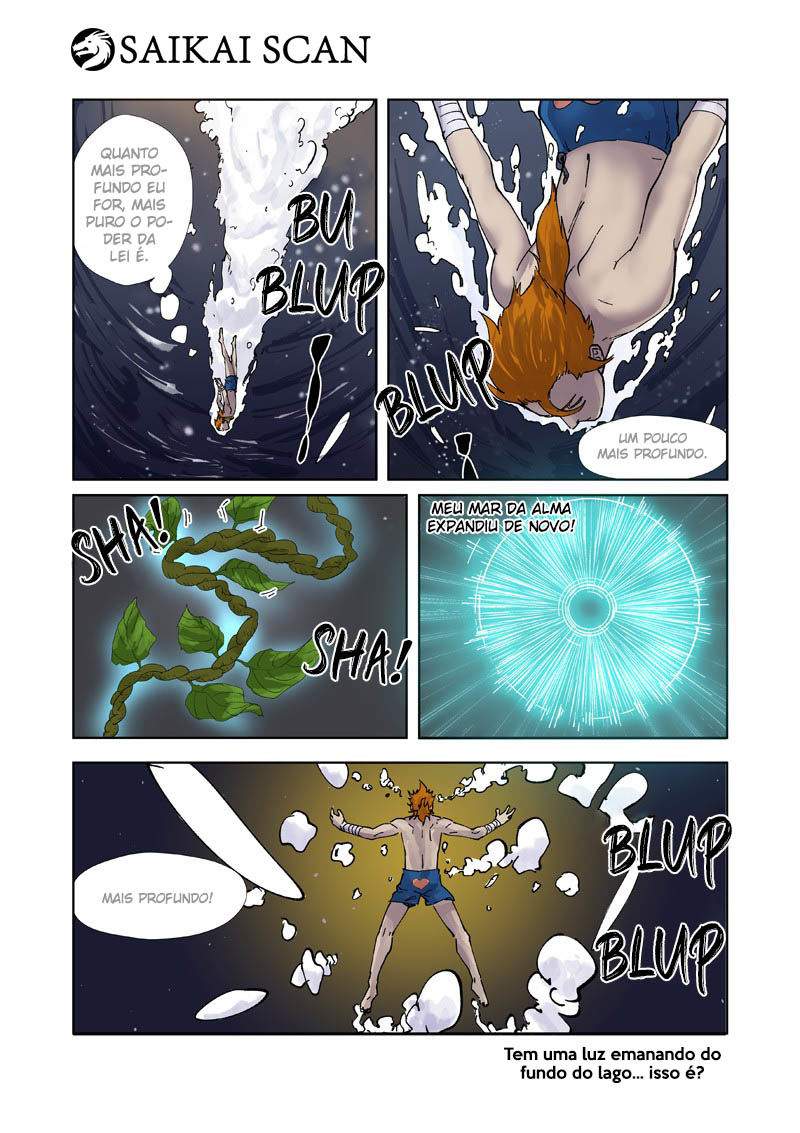 SAIKAI SCAN
QUANTO
MAIS PRO-
FUNDO EU
FOR, MAIS
PURO O PO-
DER DA
LEI É.
BU
BLUP
!
BLUP
!
UM POUCO
MAIS PROFUNDO.
SHA!
SHA!
MEU MAR DA ALMA
EXPANDIU DE NOVO!
MAIS PROFUNDO!
BLUP
BLUP
Tem uma luz emanando do
fundo do lago... isso é?